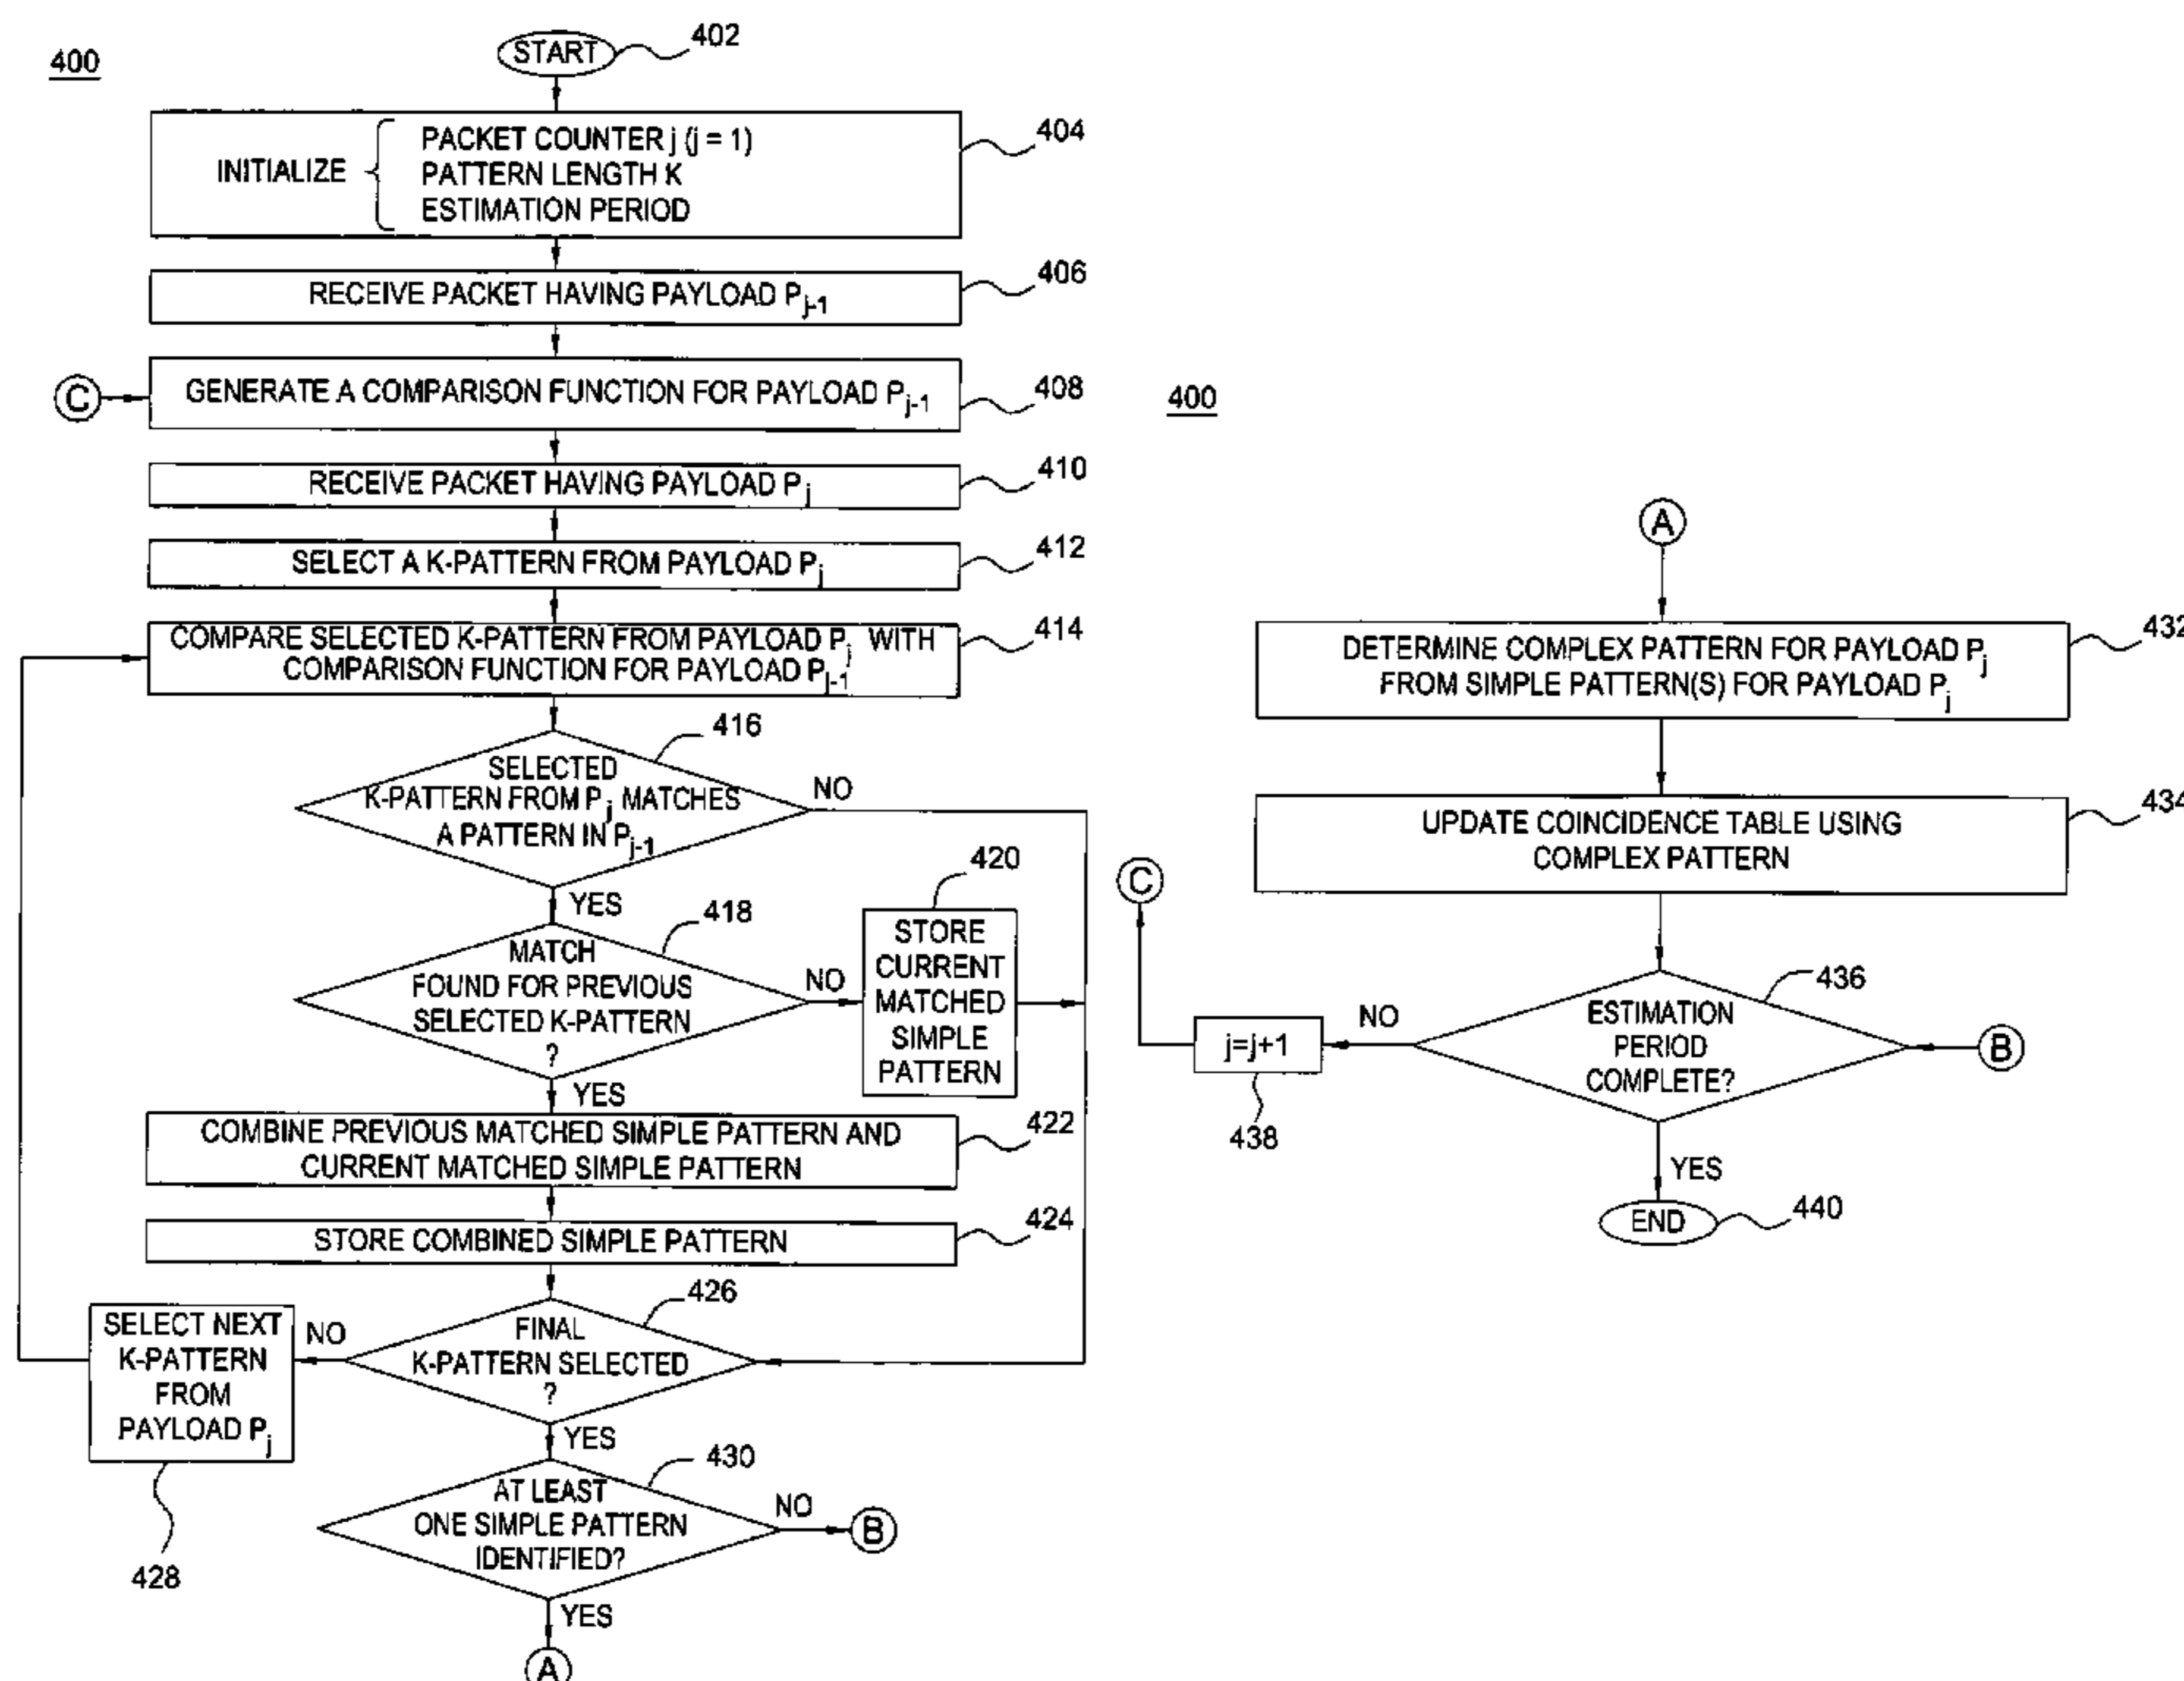 400
START
402
INITIALIZE
PACKET COUNTER j (j = 1)
PATTERN LENGTH K
ESTIMATION PERIOD
404
RECEIVE PACKET HAVING PAYLOAD Pj-1
406
C
GENERATE A COMPARISON FUNCTION FOR PAYLOAD Pj-1
408
RECEIVE PACKET HAVING PAYLOAD Pj
410
SELECT A K-PATTERN FROM PAYLOAD Pj
412
COMPARE SELECTED K-PATTERN FROM PAYLOAD Pj WITH
COMPARISON FUNCTION FOR PAYLOAD Pj-1
414
SELECTED
K-PATTERN FROM Pj MATCHES
A PATTERN IN Pj-1
416
NO
YES
MATCH
FOUND FOR PREVIOUS
SELECTED K-PATTERN
?
418
NO
STORE
CURRENT
MATCHED
SIMPLE
PATTERN
420
YES
COMBINE PREVIOUS MATCHED SIMPLE PATTERN AND
CURRENT MATCHED SIMPLE PATTERN
422
STORE COMBINED SIMPLE PATTERN
424
FINAL
K-PATTERN SELECTED
?
426
NO
SELECT NEXT
K-PATTERN
FROM
PAYLOAD Pj
428
YES
AT LEAST
ONE SIMPLE PATTERN
IDENTIFIED?
430
NO
B
YES
A
400
A
DETERMINE COMPLEX PATTERN FOR PAYLOAD Pj
FROM SIMPLE PATTERN(S) FOR PAYLOAD Pj
432
UPDATE COINCIDENCE TABLE USING
COMPLEX PATTERN
434
C
ESTIMATION
PERIOD
COMPLETE?
436
B
NO
j=j+1
438
YES
END
440